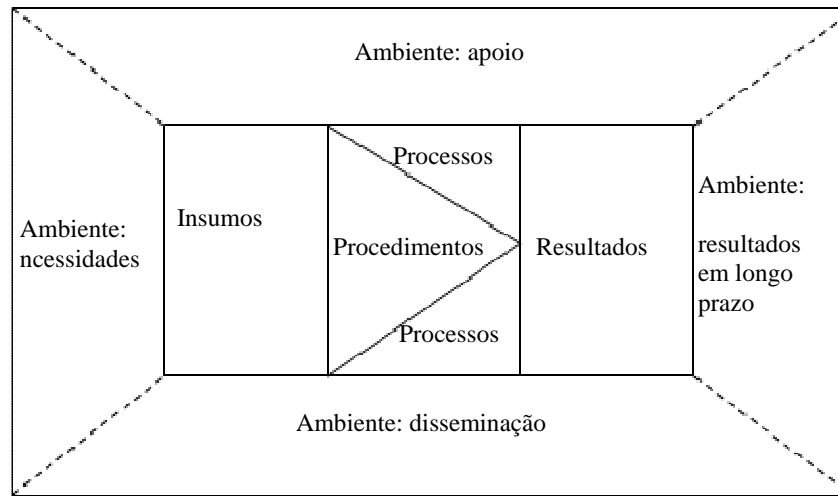 Ambiente: apoio
Processos
Ambiente:
Insumos
Ambiente:
ncessidades
Procedimentos
Resultados
resultados
em longo
prazo
Processos
Ambiente: disseminação